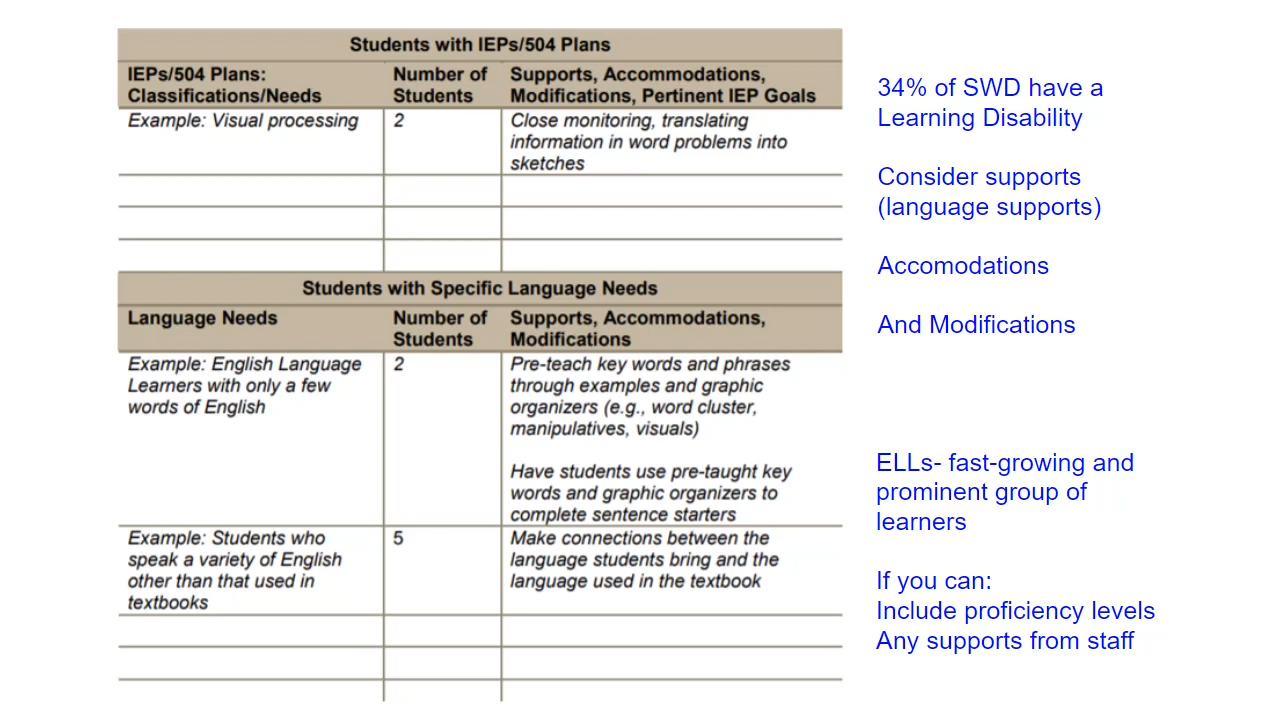 Students with IEPs/504 Plans
IEPs/504 Plans:
Classifications/Needs
Number of
Students
Supports, Accommodations,
Modifications, Pertinent IEP Goals
Example: Visual processing
2
Close monitoring, translating
information in word problems into
sketches
Students with Specific Language Needs
Language Needs
Number of
Students
Supports, Accommodations,
Modifications
Example: English Language
Learners with only a few
words of English
2
Pre-teach key words and phrases
through examples and graphic
organizers (e.g., word cluster,
manipulatives, visuals)
Have students use pre-taught key
words and graphic organizers to
complete sentence starters
Example: Students who
speak a variety of English
other than that used in
textbooks
5
Make connections between the
language students bring and the
language used in the textbook
34% of SWD have a
Learning Disability
Consider supports
(language supports)
Accomodations
And Modifications
ELLs- fast-growing and
prominent group of
learners
If you can:
Include proficiency levels
Any supports from staff